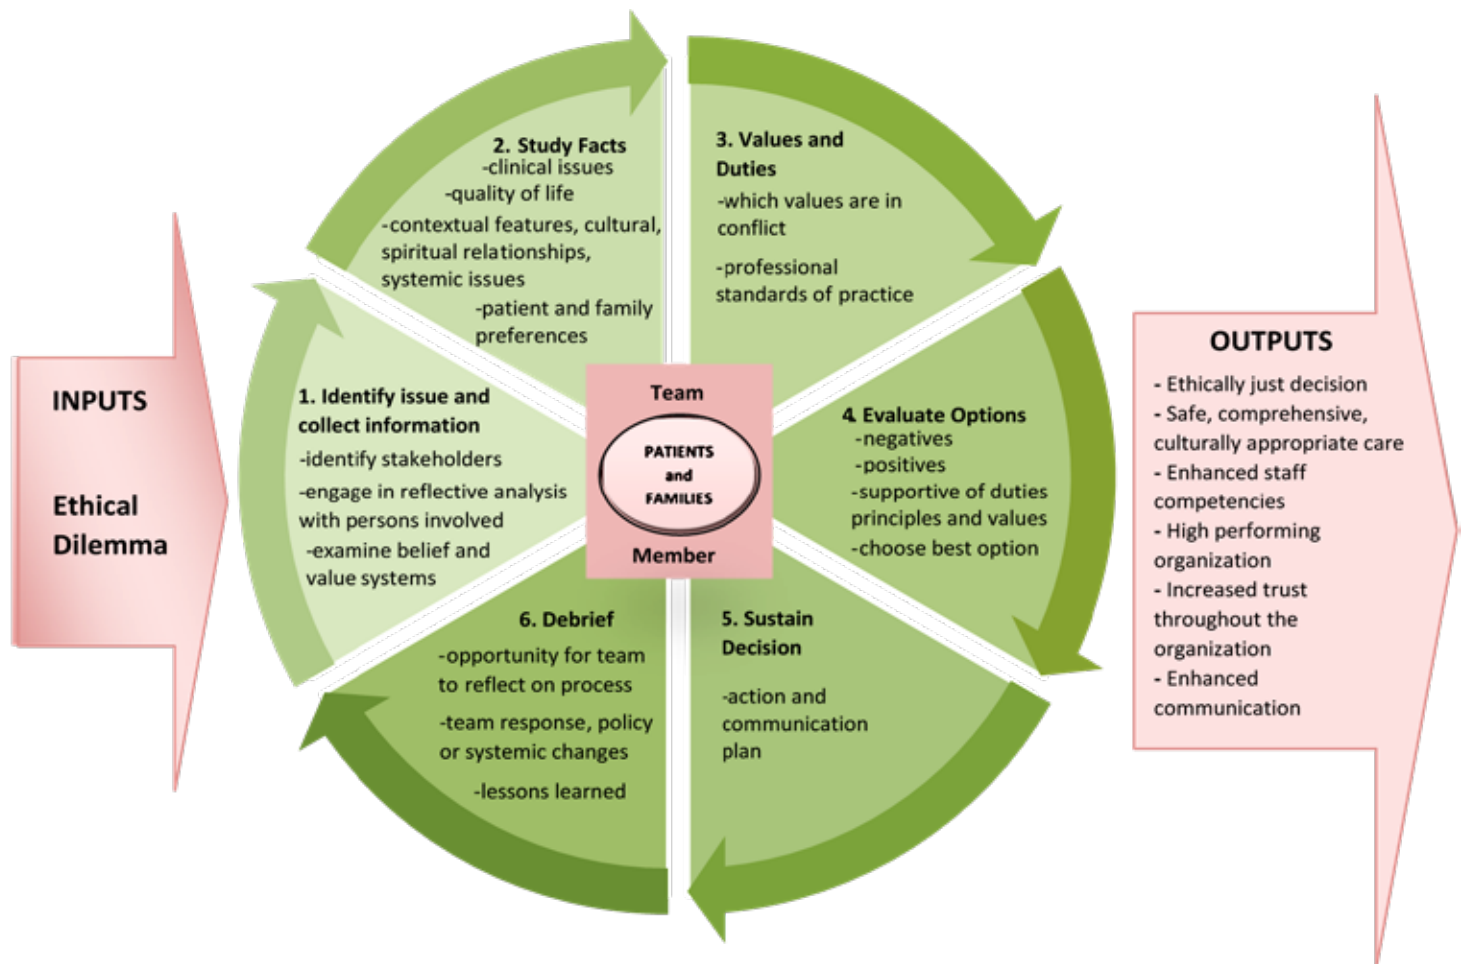 INPUTS
Ethical
Dilemma
1. Identify issue and
collect information
-identify stakeholders
-engage in reflective analysis
with persons involved
-examine belief and
value systems
2. Study Facts
-clinical issues
-quality of life
-contextual features, cultural,
spiritual relationships,
systemic issues
-patient and family
preferences
3. Values and
Duties
-which values are in
conflict
-professional
standards of practice
4. Evaluate Options
-negatives
-positives
-supportive of duties
principles and values
-choose best option
5. Sustain
Decision
-action and
communication
plan
6. Debrief
-opportunity for team
to reflect on process
-team response, policy
or systemic changes
-lessons learned
Team
PATIENTS
and
FAMILIES
Member
OUTPUTS
- Ethically just decision
- Safe, comprehensive,
culturally appropriate care
- Enhanced staff
competencies
- High performing
organization
- Increased trust
throughout the
organization
- Enhanced
communication